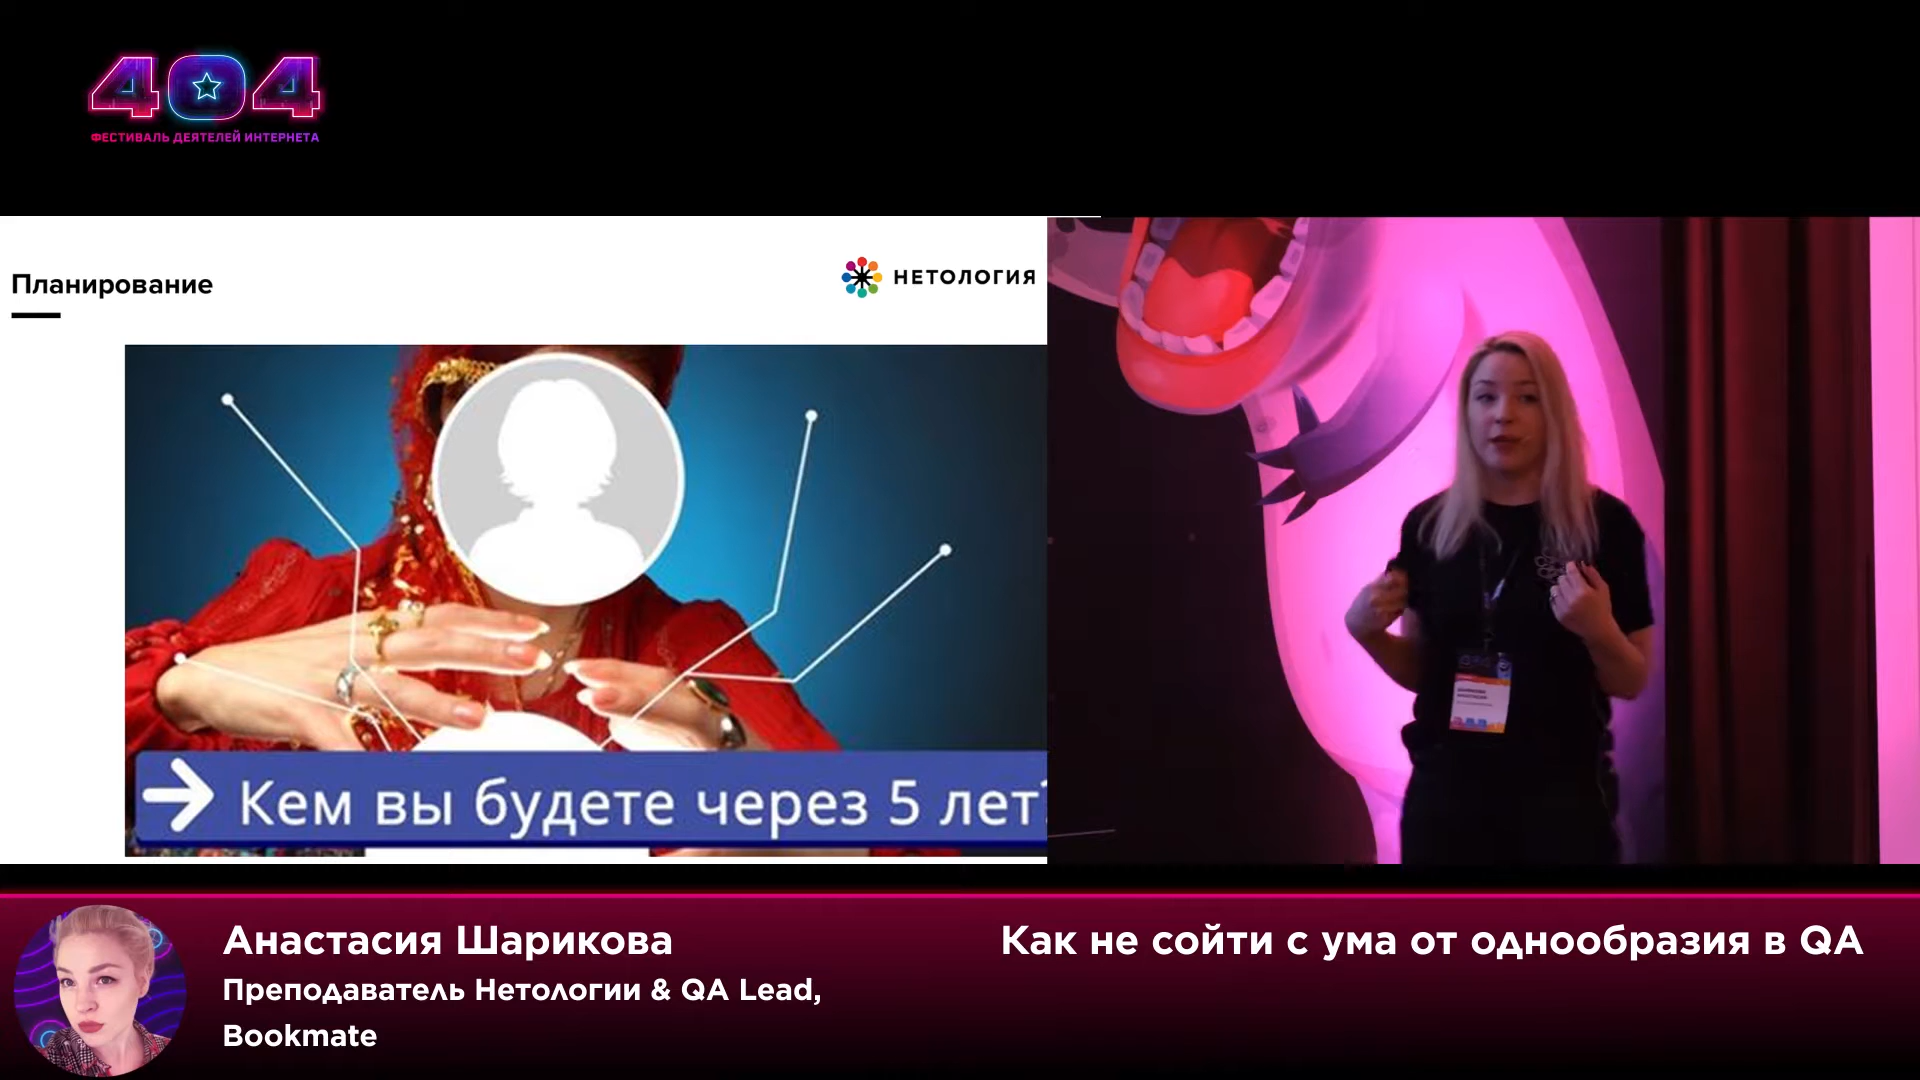 404
ФЕСТИВАЛЬ ДЕЯТЕЛЕЙ ИНТЕРНЕТА
Планирование
НЕТОЛОГИЯ
Кем вы будете через 5 лет?
Анастасия Шарикова
Преподаватель Нетологии & QA Lead,
Bookmate
Как не сойти с ума от однообразия в QA